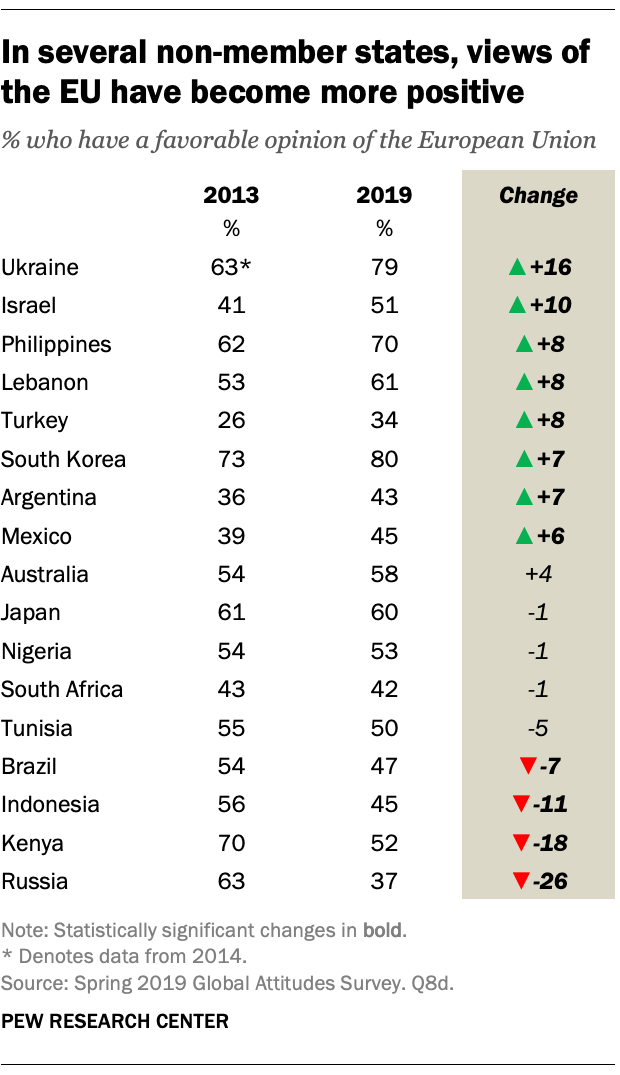 In several non-member states, views of
the EU have become more positive
% who have a favorable opinion of the European Union
2013 2019 Change
% %
Ukraine 63* 79 ▲+16
Israel 41 51 ▲+10
Philippines 62 70 ▲+8
Lebanon 53 61 ▲+8
Turkey 26 34 ▲+8
South Korea 73 80 ▲+7
Argentina 36 43 ▲+7
Mexico 39 45 ▲+6
Australia 54 58 +4
Japan 61 60 -1
Nigeria 54 53 -1
South Africa 43 42 -1
Tunisia 55 50 -5
Brazil 54 47 ▼-7
Indonesia 56 45 ▼-11
Kenya 70 52 ▼-18
Russia 63 37 ▼-26
Note: Statistically significant changes in bold.
* Denotes data from 2014.
Source: Spring 2019 Global Attitudes Survey. Q8d.
PEW RESEARCH CENTER